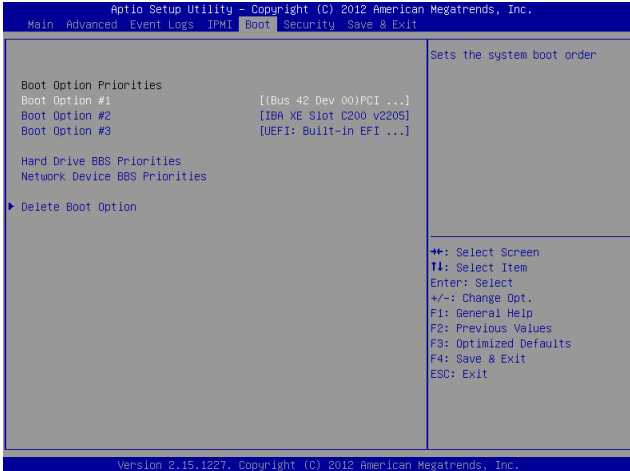 Aptio Setup Utility – Copyright (C) 2012 American Megatrends, Inc.
Main Advanced Event Logs IPMI Boot Security Save & Exit
Sets the system boot order
Boot Option Priorities
Boot Option #1 [(Bus 42 Dev 00)PCI ...]
Boot Option #2 [IBA XE Slot C200 v2205]
Boot Option #3 [UEFI: Built-in EFI ...]
Hard Drive BBS Priorities
Network Device BBS Priorities
▶ Delete Boot Option
→←: Select Screen
↑↓: Select Item
Enter: Select
+/-: Change Opt.
F1: General Help
F2: Previous Values
F3: Optimized Defaults
F4: Save & Exit
ESC: Exit
Version 2.15.1227. Copyright (C) 2012 American Megatrends, Inc.